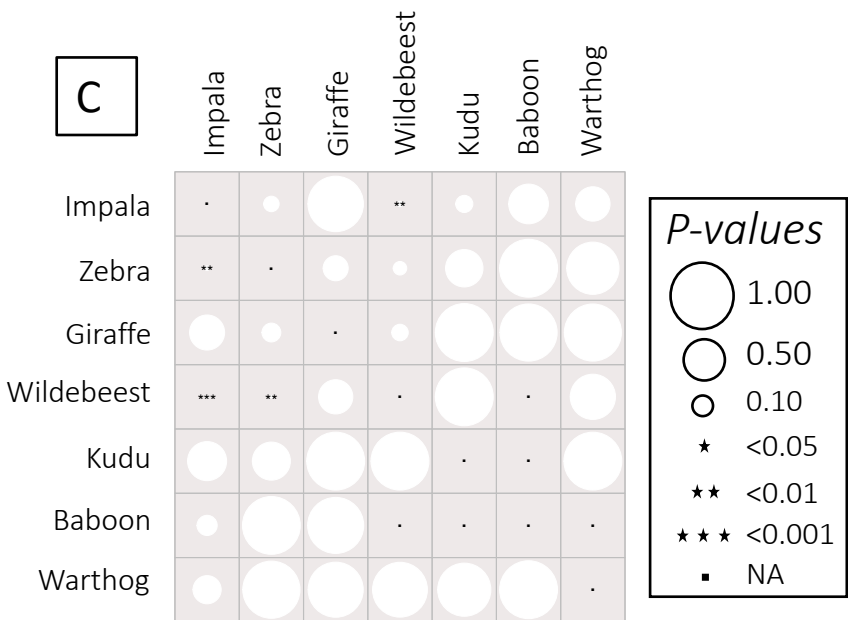 C
Impala
Zebra
Giraffe
Wildebeest
Kudu
Baboon
Warthog
Impala
**
Zebra
**
Giraffe
Wildebeest
***
**
Kudu
Baboon
Warthog
P-values
1.00
0.50
0.10
★ <0.05
★★ <0.01
★★★ <0.001
▪ NA